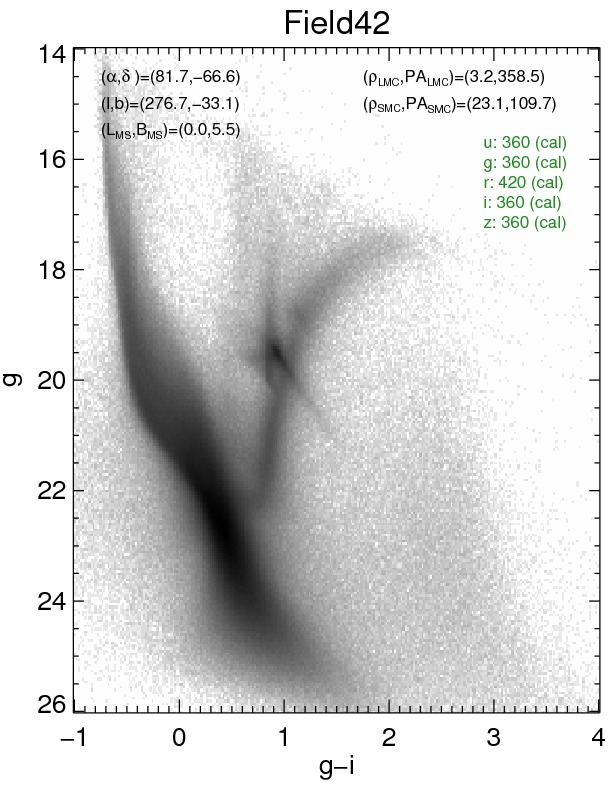 Field42
(α,δ )=(81.7,−66.6)
(ρLMC,PALMC)=(3.2,358.5)
(l,b)=(276.7,−33.1)
(ρSMC,PASMC)=(23.1,109.7)
(LMS,BMS)=(0.0,5.5)
u: 360 (cal)
g: 360 (cal)
r: 420 (cal)
i: 360 (cal)
z: 360 (cal)
14
16
18
20
22
24
26
g
−1 0 1 2 3 4
g−i